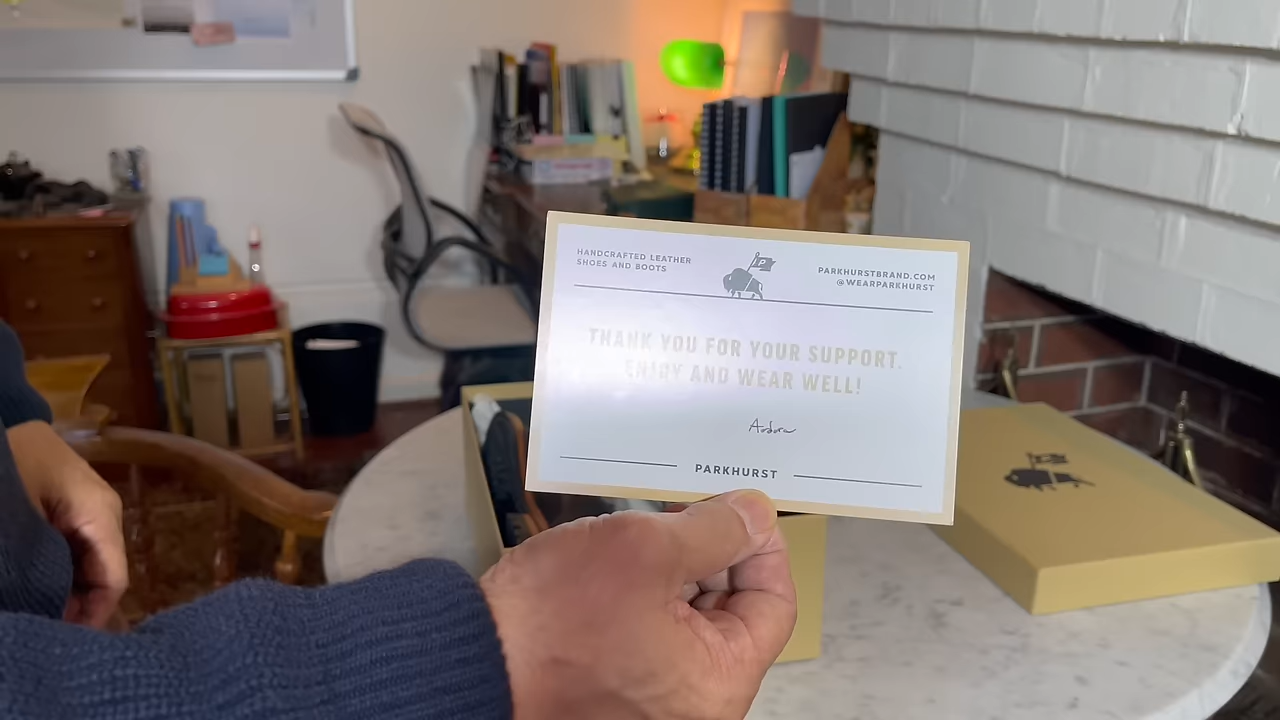 HANDCRAFTED LEATHER
SHOES AND BOOTS
P
PARKHURSTBRAND.COM
@WEARPARKHURST
THANK YOU FOR YOUR SUPPORT.
ENJOY AND WEAR WELL!
PARKHURST